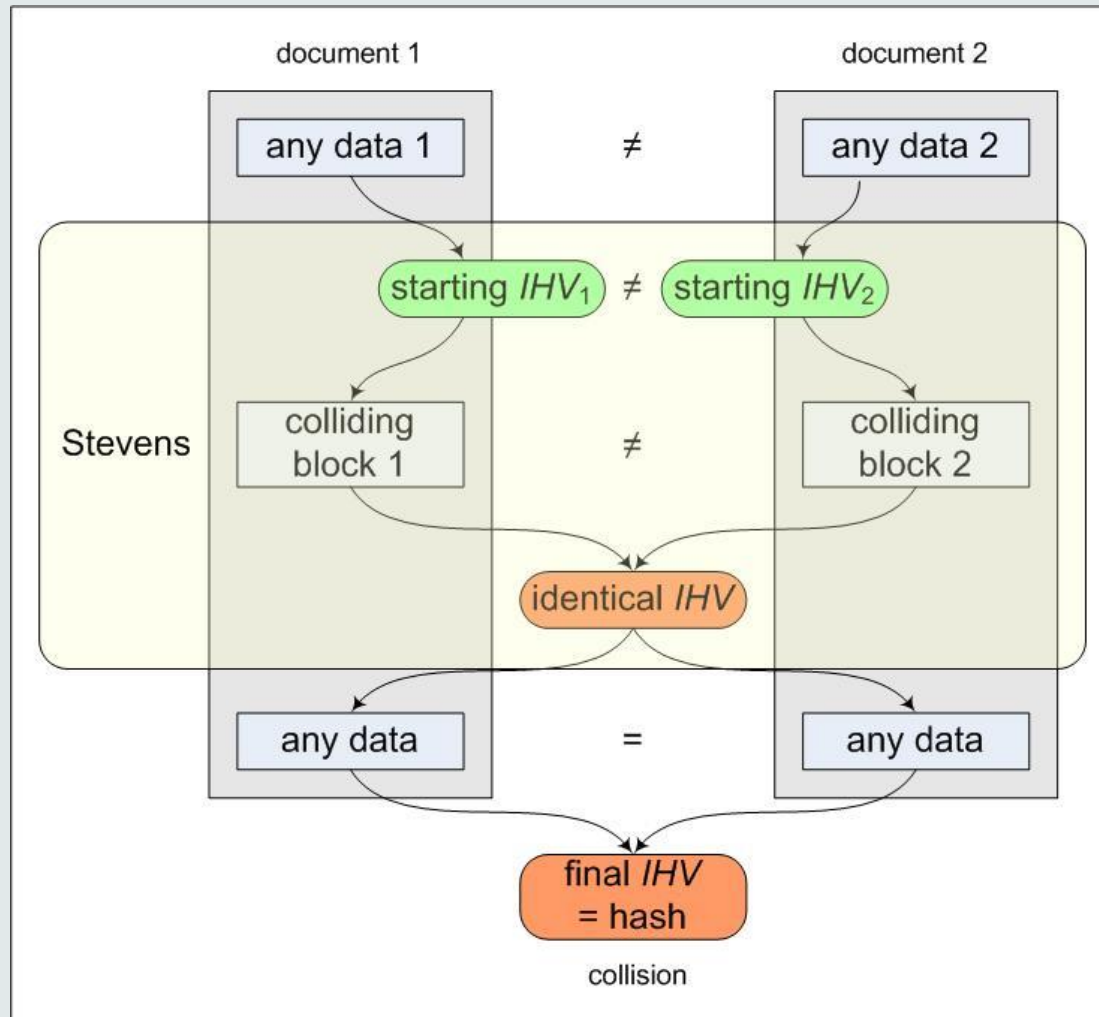 document 1
document 2
any data 1
≠
any data 2
starting IHV₁
≠
starting IHV₂
Stevens
colliding
block 1
≠
colliding
block 2
identical IHV
any data
=
any data
final IHV
= hash
collision